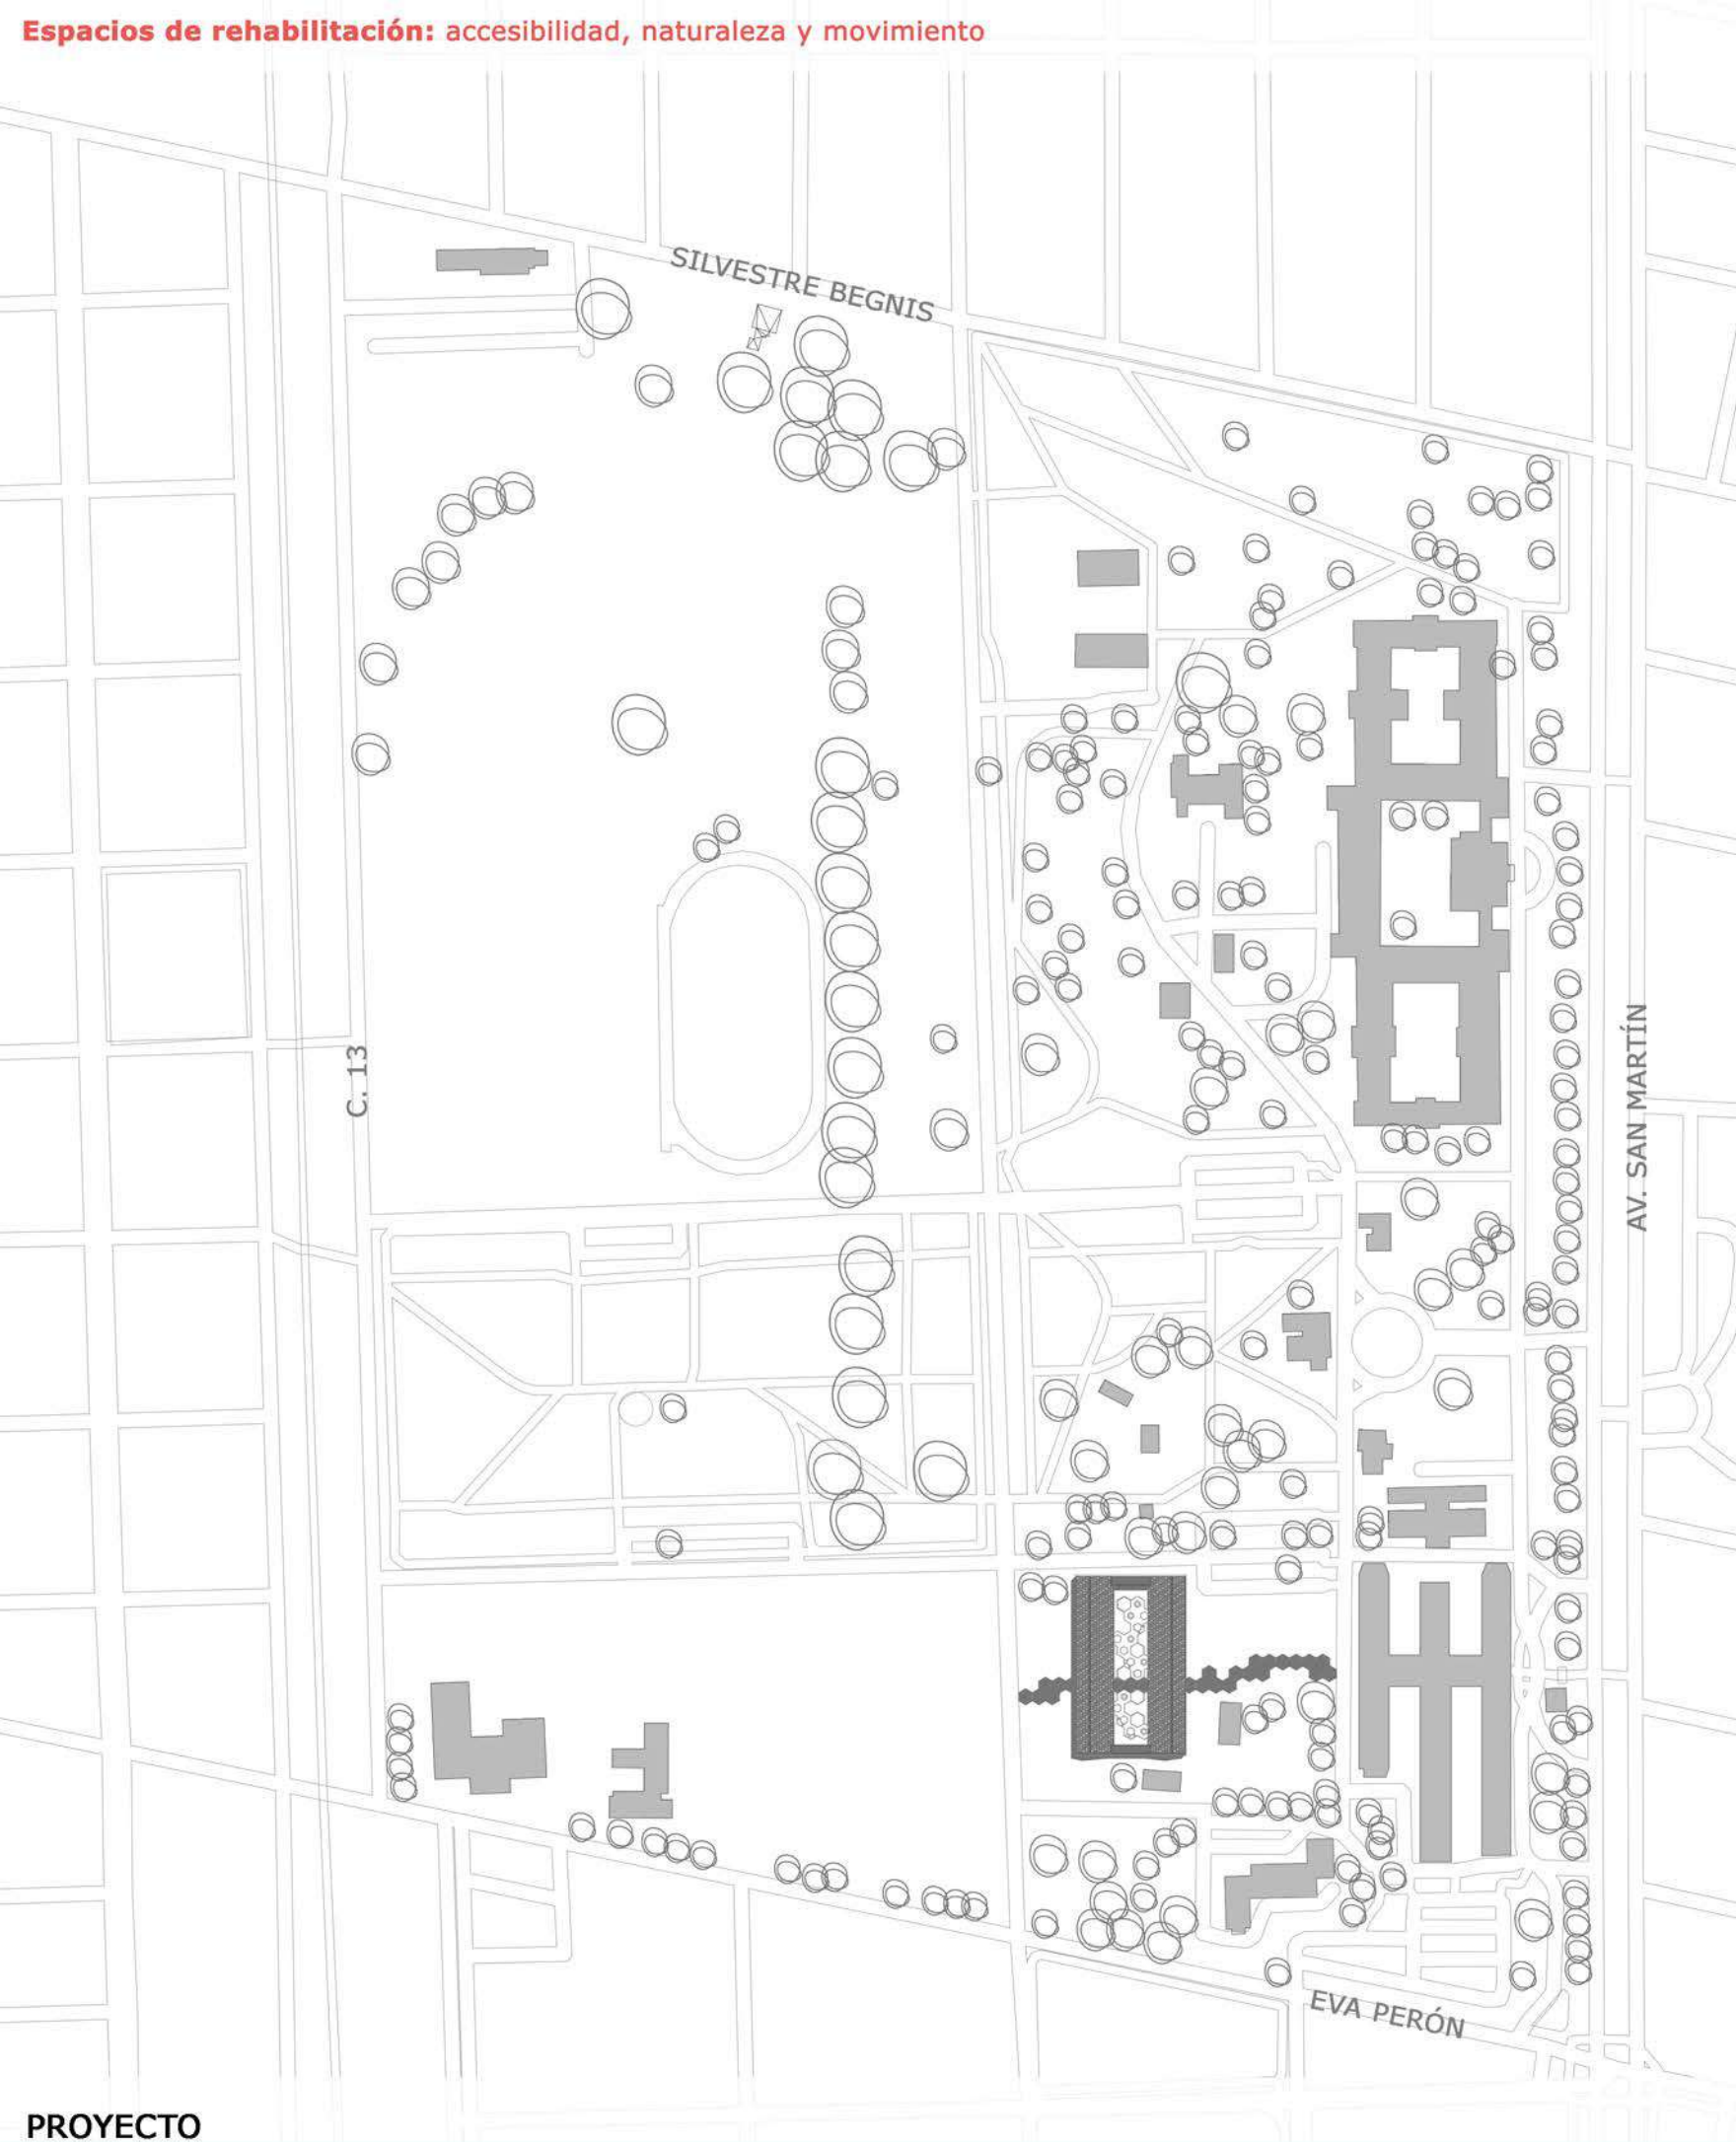 Espacios de rehabilitación: accesibilidad, naturaleza y movimiento
SILVESTRE BEGNIS
C. 13
AV. SAN MARTÍN
EVA PERÓN
PROYECTO